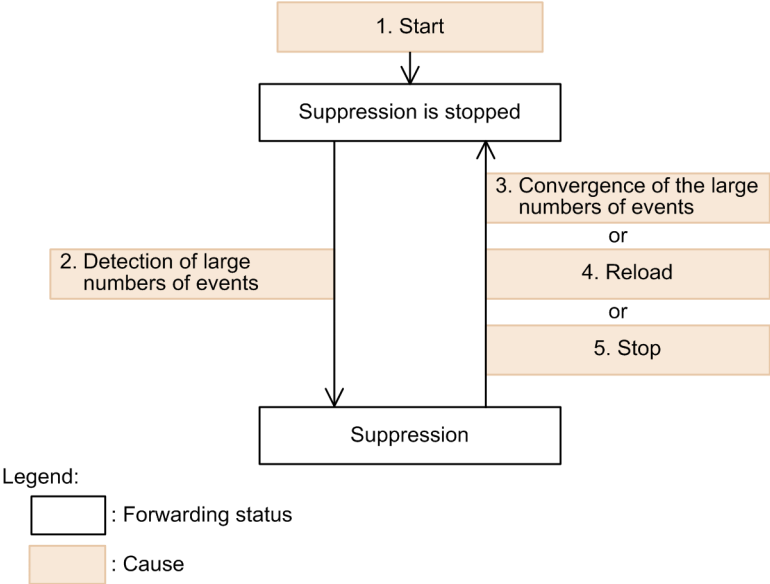 1. Start
Suppression is stopped
3. Convergence of the large
numbers of events
or
2. Detection of large
numbers of events
4. Reload
or
5. Stop
Suppression
Legend:
: Forwarding status
: Cause